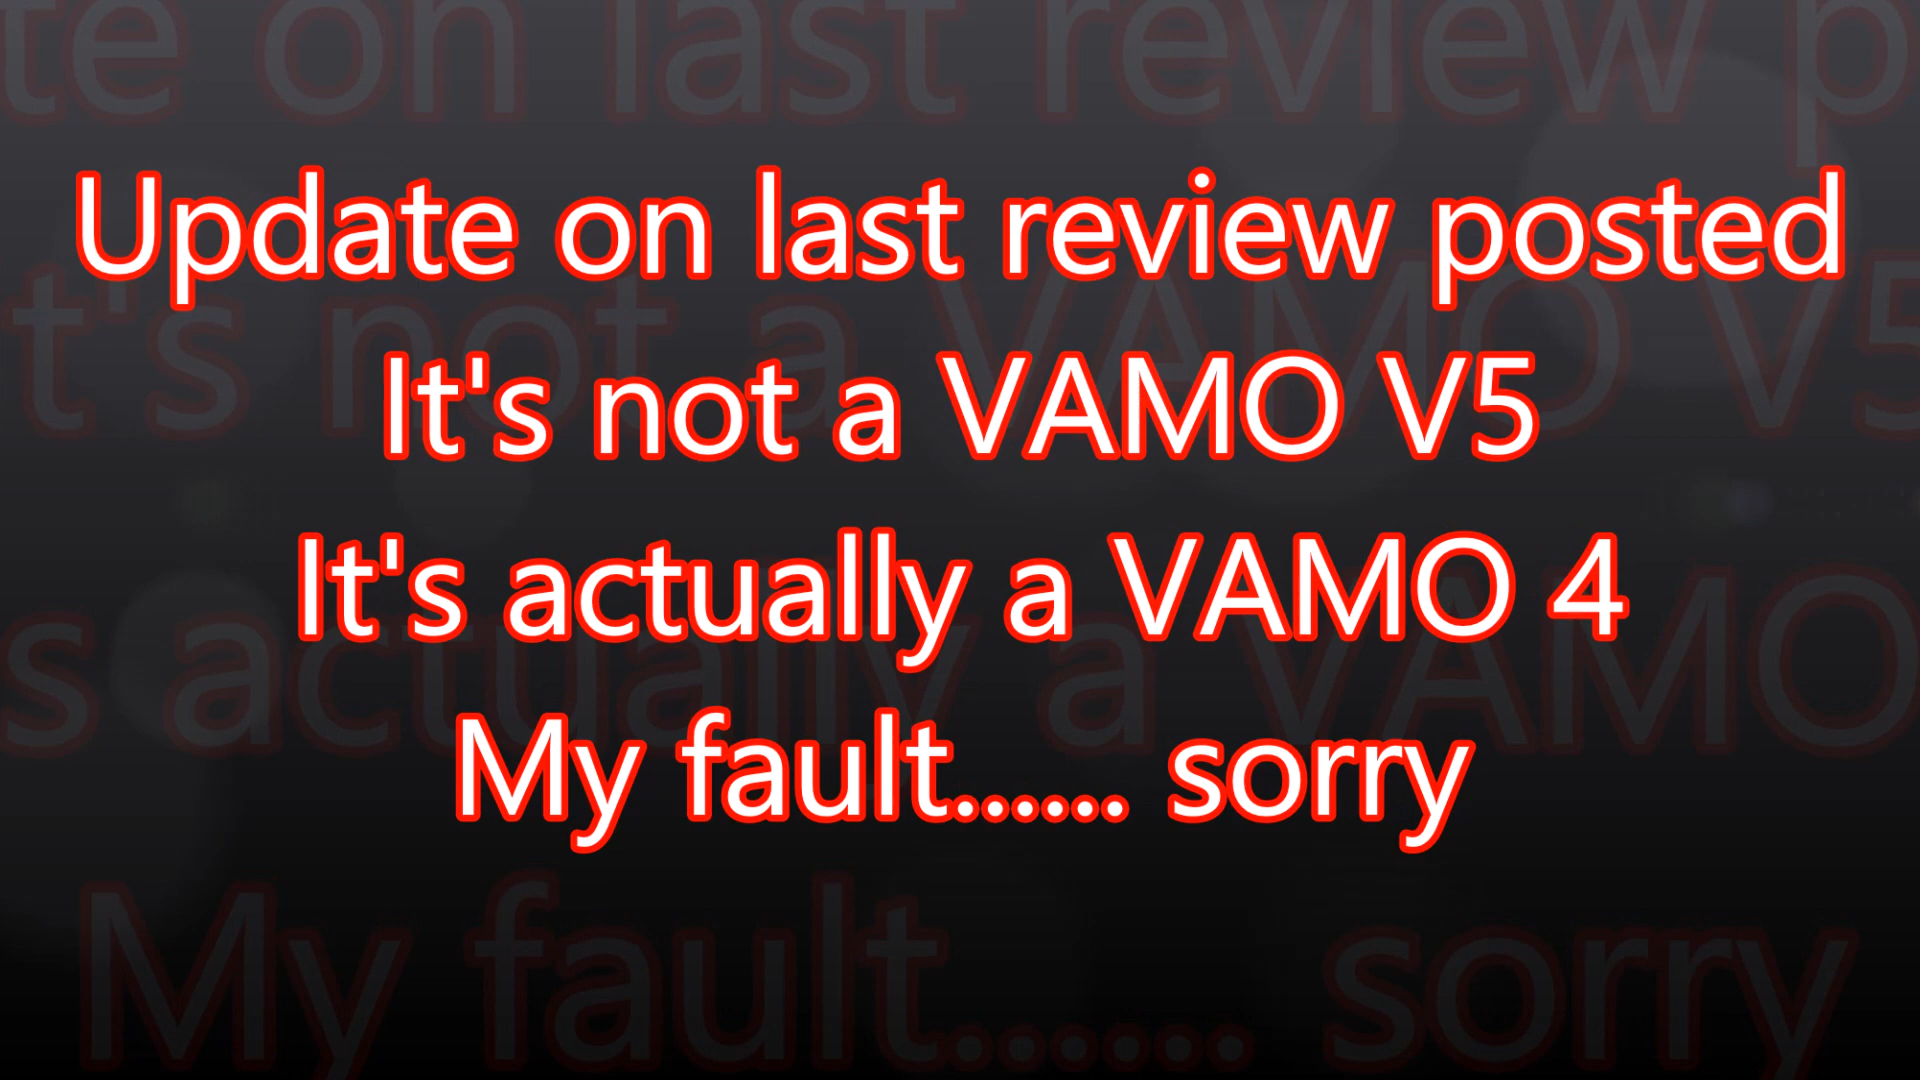 Update on last review posted
It's not a VAMO V5
It's actually a VAMO 4
My fault...... sorry